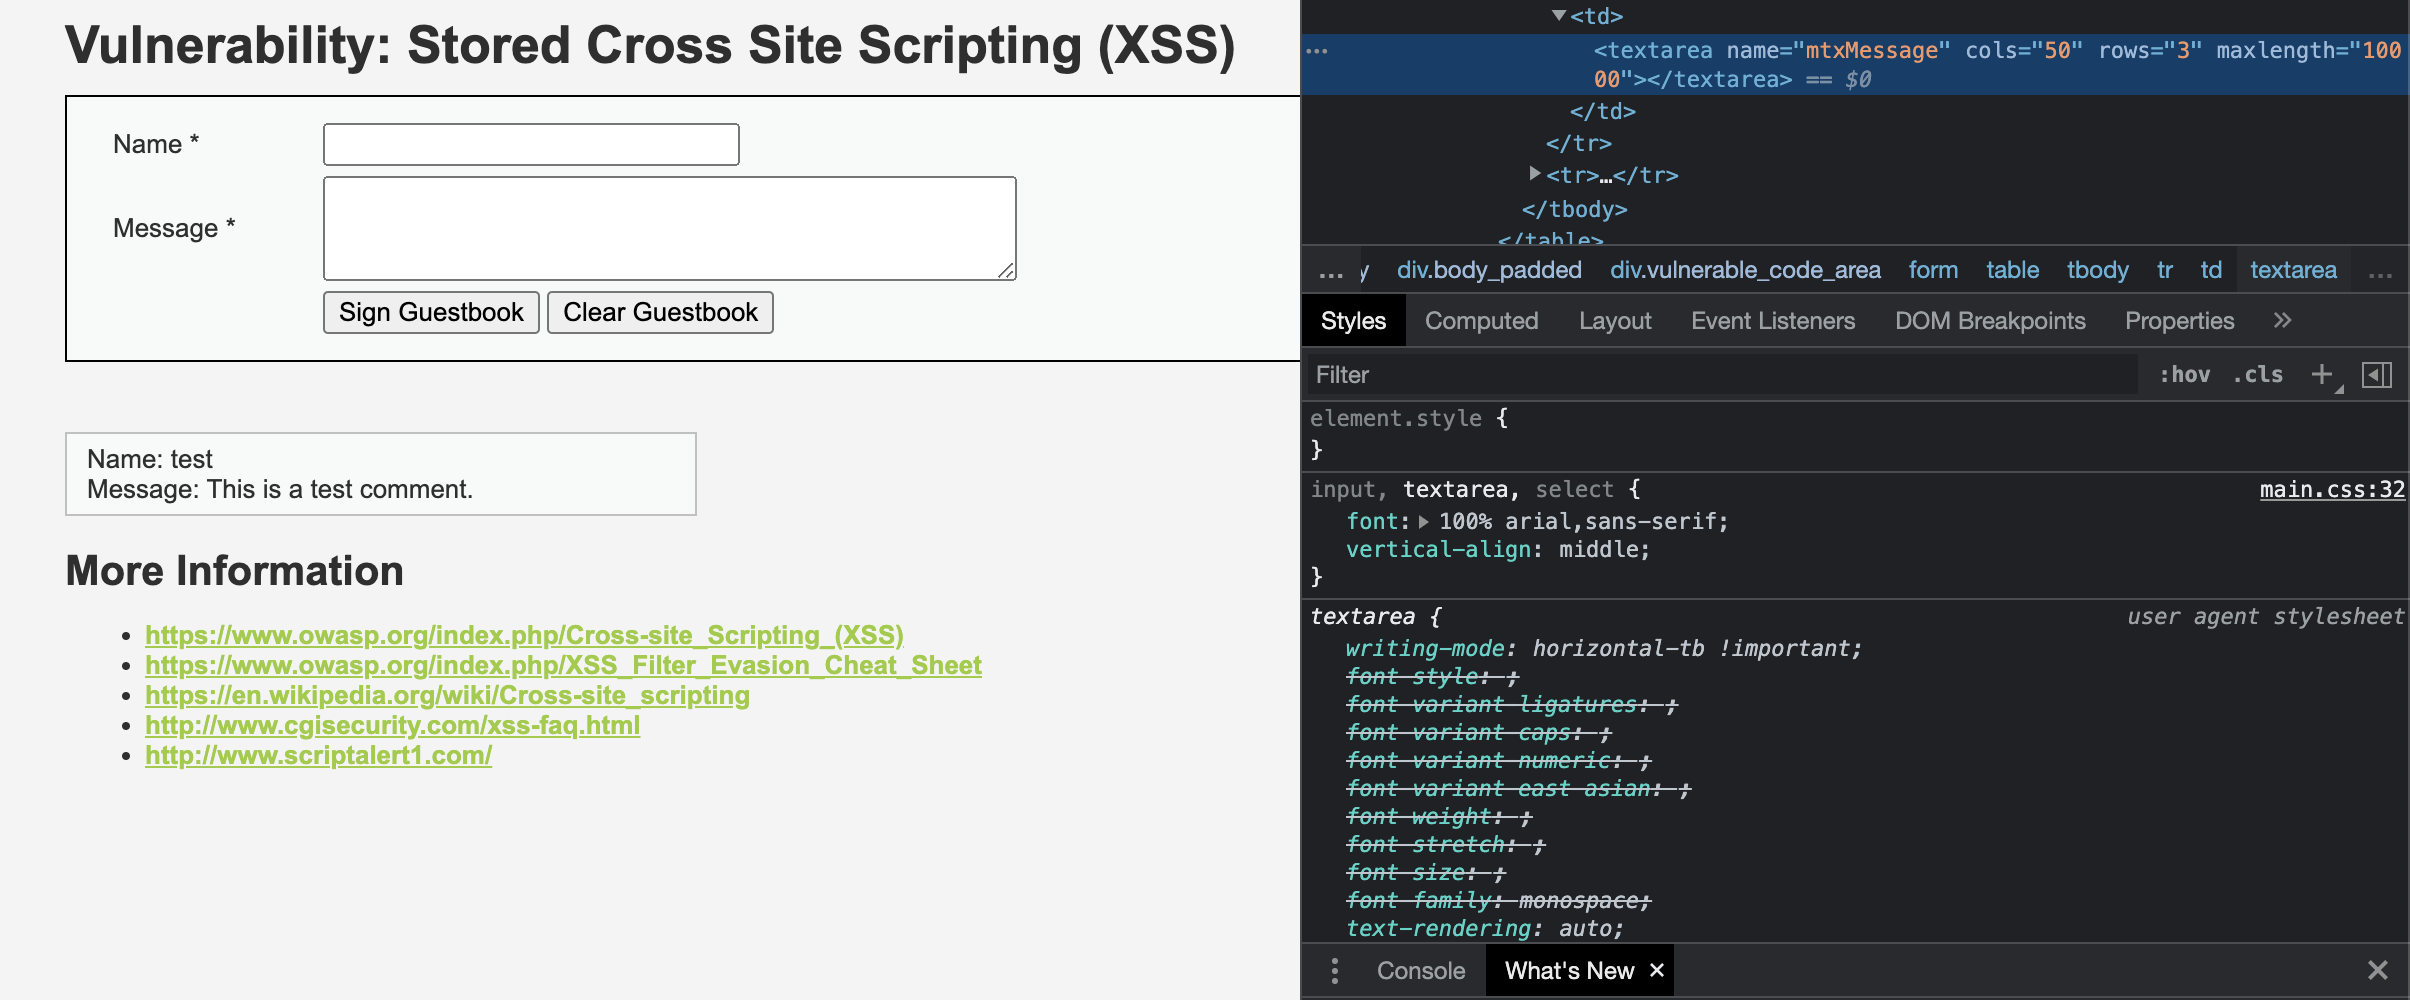 Vulnerability: Stored Cross Site Scripting (XSS)
Name *
Message *
Sign Guestbook Clear Guestbook
Name: test
Message: This is a test comment.
More Information
https://www.owasp.org/index.php/Cross-site_Scripting_(XSS)
https://www.owasp.org/index.php/XSS_Filter_Evasion_Cheat_Sheet
https://en.wikipedia.org/wiki/Cross-site_scripting
http://www.cgisecurity.com/xss-faq.html
http://www.scriptalert1.com/
<td>
<textarea name="mtxMessage" cols="50" rows="3" maxlength="100
00"></textarea> == $0
</td>
</tr>
<tr>…</tr>
</tbody>
</table>
… y div.body_padded div.vulnerable_code_area form table tbody tr td textarea …
Styles Computed Layout Event Listeners DOM Breakpoints Properties »
Filter :hov .cls +
element.style {
}
input, textarea, select { main.css:32
font: 100% arial,sans-serif;
vertical-align: middle;
}
textarea { user agent stylesheet
writing-mode: horizontal-tb !important;
font-style: ;
font-variant-ligatures: ;
font-variant-caps: ;
font-variant-numeric: ;
font-variant-east-asian: ;
font-weight: ;
font-stretch: ;
font-size: ;
font-family: monospace;
text-rendering: auto;
Console What's New ×